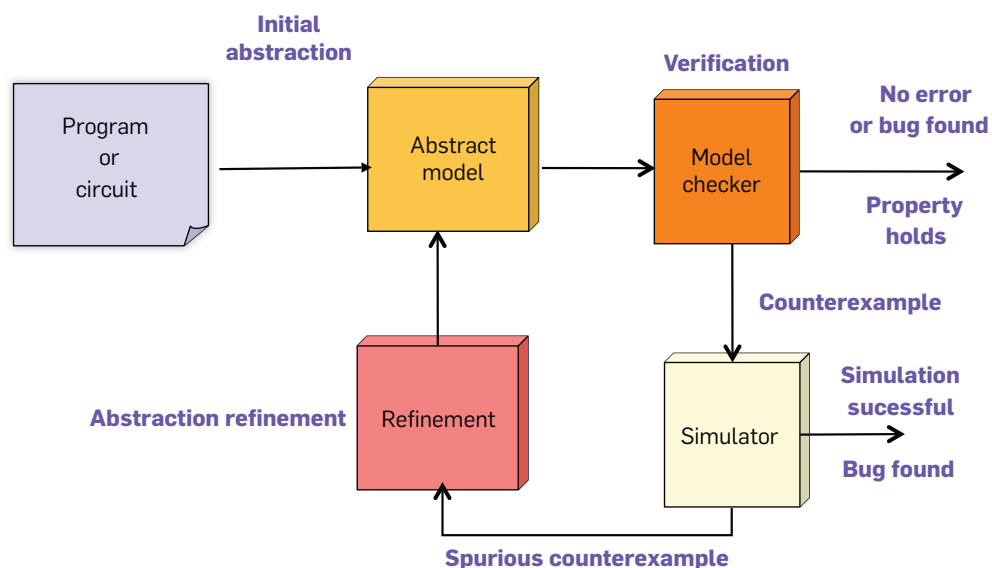 Initial
abstraction
Program
or
circuit
Abstract
model
Verification
Model
checker
No error
or bug found
Property
holds
Counterexample
Abstraction refinement
Refinement
Simulator
Simulation
sucessful
Bug found
Spurious counterexample